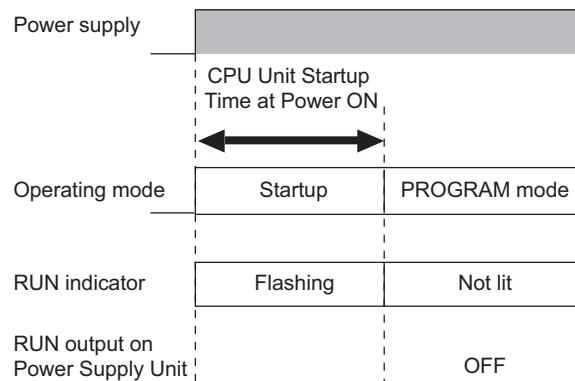 Power supply
CPU Unit Startup
Time at Power ON
Operating mode
Startup
PROGRAM mode
RUN indicator
Flashing
Not lit
RUN output on
Power Supply Unit
OFF